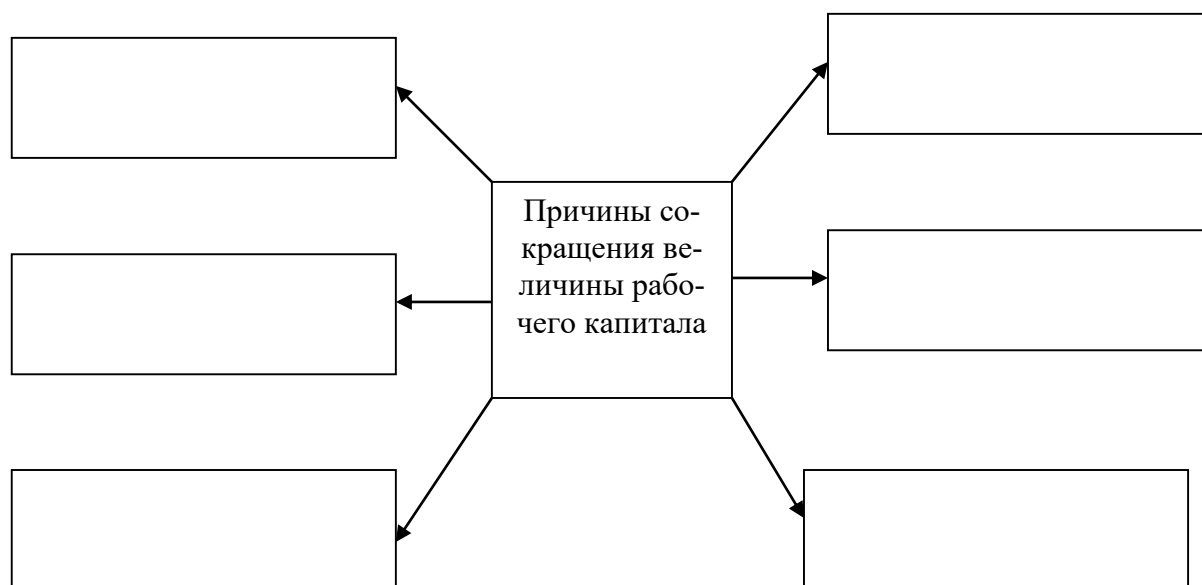 Причины со-
кращения ве-
личины рабо-
чего капитала